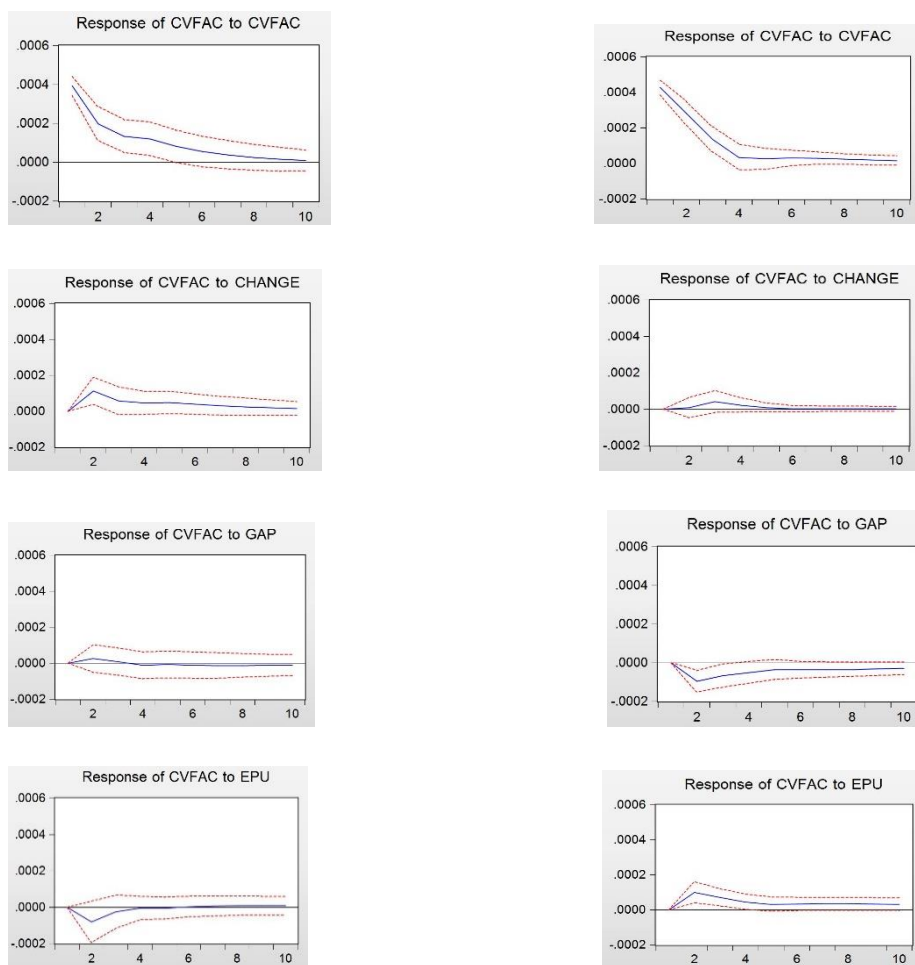 Response of CVFAC to CVFAC
.0006
.0004
.0002
.0000
-.0002
2 4 6 8 10
Response of CVFAC to CVFAC
.0006
.0004
.0002
.0000
-.0002
2 4 6 8 10
Response of CVFAC to CHANGE
.0006
.0004
.0002
.0000
-.0002
2 4 6 8 10
Response of CVFAC to CHANGE
.0006
.0004
.0002
.0000
-.0002
2 4 6 8 10
Response of CVFAC to GAP
.0006
.0004
.0002
.0000
-.0002
2 4 6 8 10
Response of CVFAC to GAP
.0006
.0004
.0002
.0000
-.0002
2 4 6 8 10
Response of CVFAC to EPU
.0006
.0004
.0002
.0000
-.0002
2 4 6 8 10
Response of CVFAC to EPU
.0006
.0004
.0002
.0000
-.0002
2 4 6 8 10